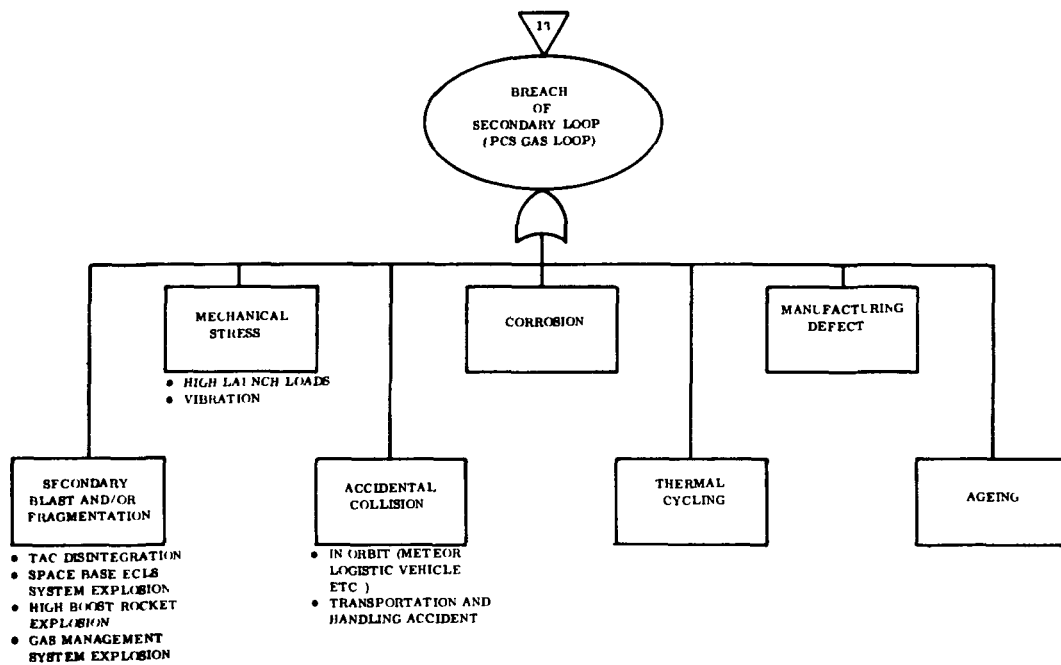 13
BREACH
OF
SECONDARY LOOP
(PCS GAS LOOP)
MECHANICAL
STRESS
• HIGH LAUNCH LOADS
• VIBRATION
CORROSION
MANUFACTURING
DEFECT
SECONDARY
BLAST AND/OR
FRAGMENTATION
• TAC DISINTEGRATION
• SPACE BASE ECLS
SYSTEM EXPLOSION
• HIGH BOOST ROCKET
EXPLOSION
• GAS MANAGEMENT
SYSTEM EXPLOSION
ACCIDENTAL
COLLISION
• IN ORBIT (METEOR
LOGISTIC VEHICLE
ETC )
• TRANSPORTATION AND
HANDLING ACCIDENT
THERMAL
CYCLING
AGEING